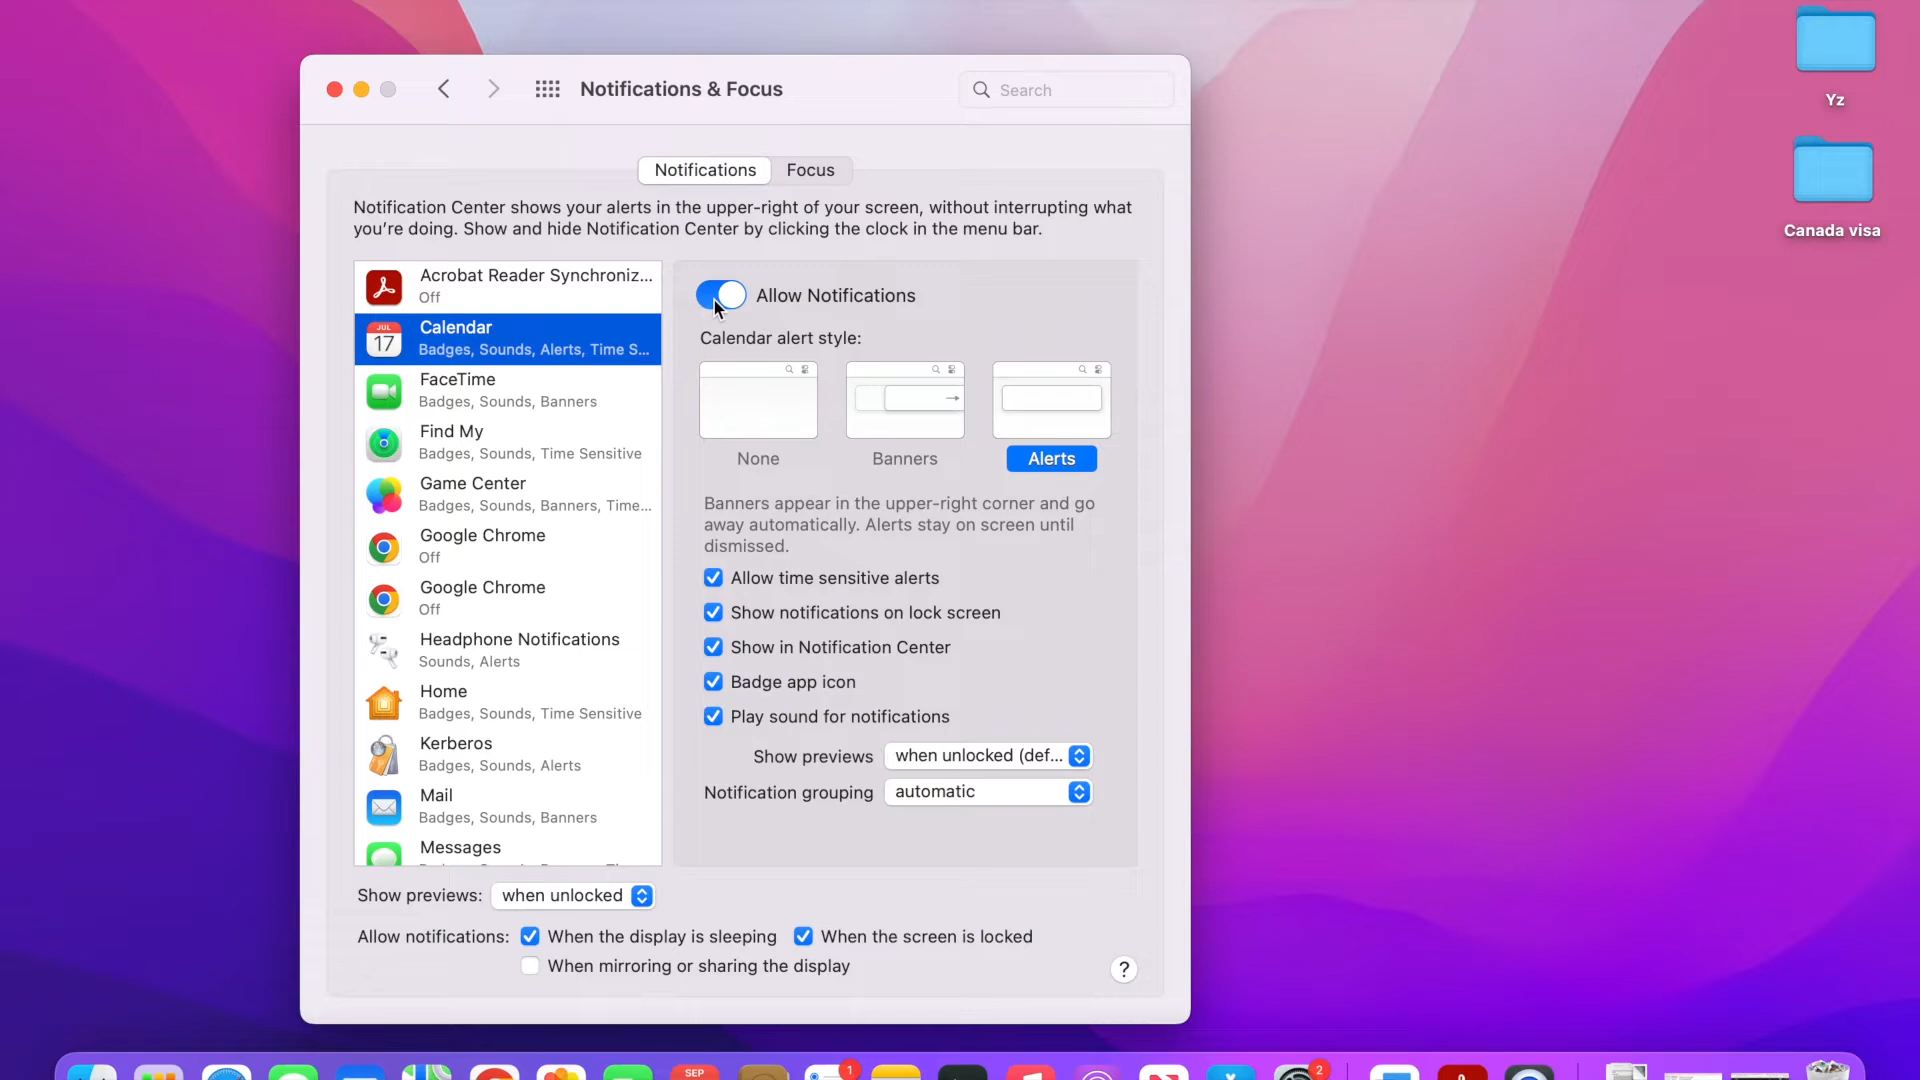 Notifications & Focus
Search
Notifications
Focus
Notification Center shows your alerts in the upper-right of your screen, without interrupting what
you're doing. Show and hide Notification Center by clicking the clock in the menu bar.
Acrobat Reader Synchroniz...
Off
JUL
17
Calendar
Badges, Sounds, Alerts, Time S...
FaceTime
Badges, Sounds, Banners
Find My
Badges, Sounds, Time Sensitive
Game Center
Badges, Sounds, Banners, Time...
Google Chrome
Off
Google Chrome
Off
Headphone Notifications
Sounds, Alerts
Home
Badges, Sounds, Time Sensitive
Kerberos
Badges, Sounds, Alerts
Mail
Badges, Sounds, Banners
Messages
Allow Notifications
Calendar alert style:
None
Banners
Alerts
Banners appear in the upper-right corner and go
away automatically. Alerts stay on screen until
dismissed.
Allow time sensitive alerts
Show notifications on lock screen
Show in Notification Center
Badge app icon
Play sound for notifications
Show previews when unlocked (def...
Notification grouping automatic
Show previews: when unlocked
Allow notifications: When the display is sleeping When the screen is locked
When mirroring or sharing the display
?
Yz
Canada visa
SEP
1
2